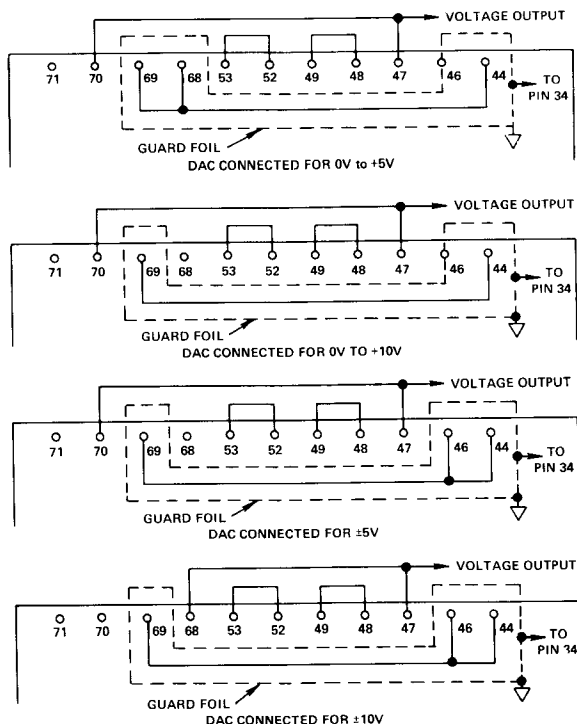 VOLTAGE OUTPUT
71 70 69 68 53 52 49 48 47 46 44
TO
PIN 34
GUARD FOIL
DAC CONNECTED FOR 0V to +5V
VOLTAGE OUTPUT
71 70 69 68 53 52 49 48 47 46 44
TO
PIN 34
GUARD FOIL
DAC CONNECTED FOR 0V TO +10V
VOLTAGE OUTPUT
71 70 69 68 53 52 49 48 47 46 44
TO
PIN 34
GUARD FOIL
DAC CONNECTED FOR ±5V
VOLTAGE OUTPUT
71 70 69 68 53 52 49 48 47 46 44
TO
PIN 34
GUARD FOIL
DAC CONNECTED FOR ±10V